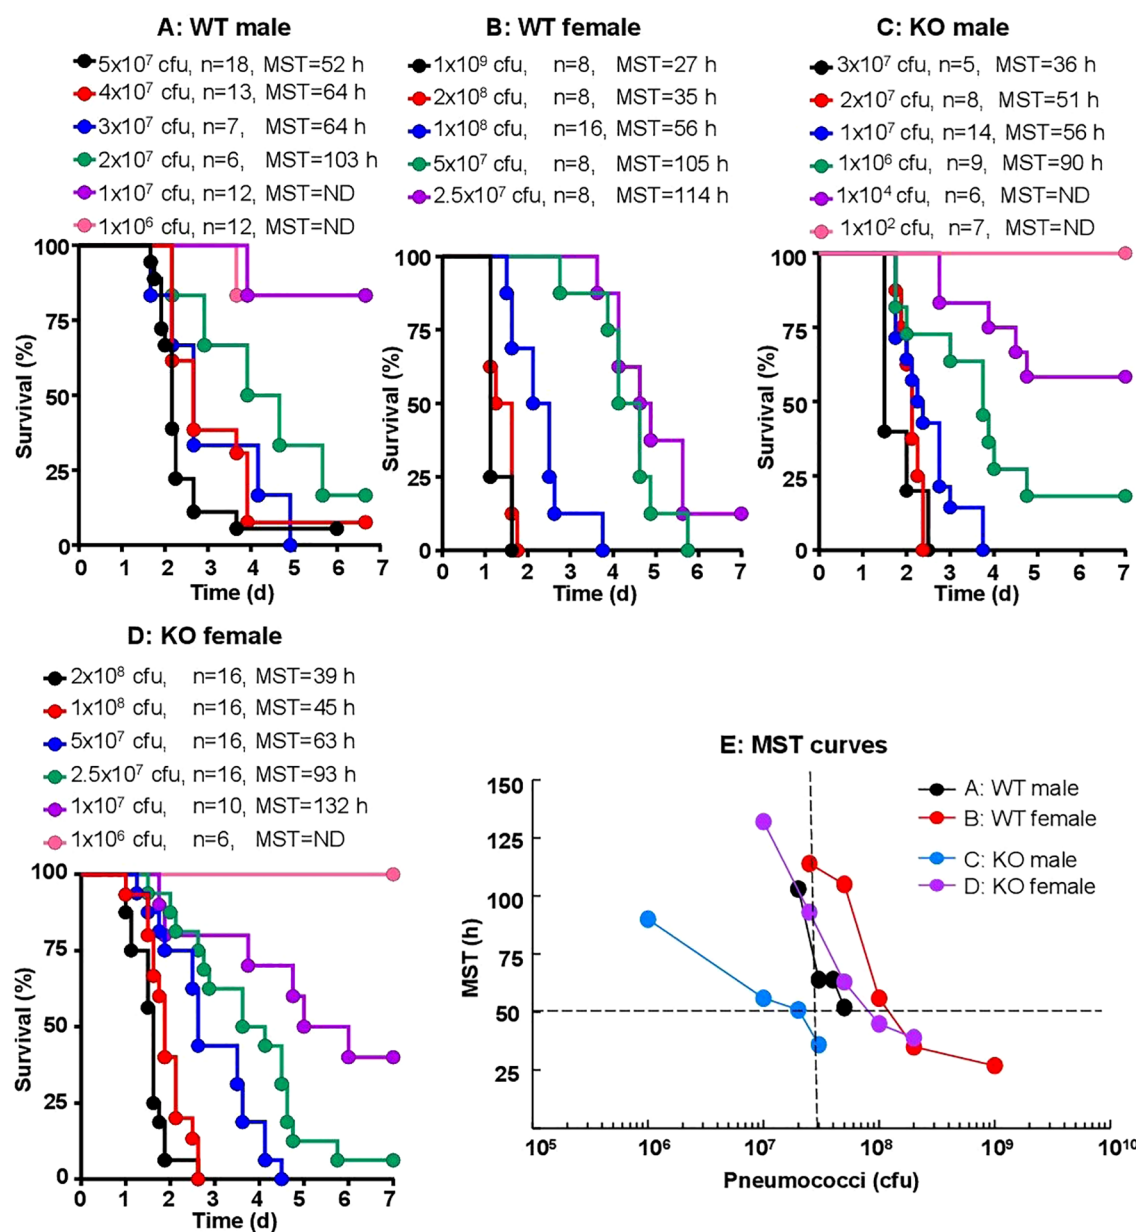 A: WT male
5x10⁷ cfu, n=18, MST=52 h
4x10⁷ cfu, n=13, MST=64 h
3x10⁷ cfu, n=7, MST=64 h
2x10⁷ cfu, n=6, MST=103 h
1x10⁷ cfu, n=12, MST=ND
1x10⁶ cfu, n=12, MST=ND
100
75
50
25
0
Survival (%)
0 1 2 3 4 5 6 7
Time (d)
B: WT female
1x10⁹ cfu, n=8, MST=27 h
2x10⁸ cfu, n=8, MST=35 h
1x10⁸ cfu, n=16, MST=56 h
5x10⁷ cfu, n=8, MST=105 h
2.5x10⁷ cfu, n=8, MST=114 h
100
75
50
25
0
Survival (%)
0 1 2 3 4 5 6 7
Time (d)
C: KO male
3x10⁷ cfu, n=5, MST=36 h
2x10⁷ cfu, n=8, MST=51 h
1x10⁷ cfu, n=14, MST=56 h
1x10⁶ cfu, n=9, MST=90 h
1x10⁴ cfu, n=6, MST=ND
1x10² cfu, n=7, MST=ND
100
75
50
25
0
Survival (%)
0 1 2 3 4 5 6 7
Time (d)
D: KO female
2x10⁸ cfu, n=16, MST=39 h
1x10⁸ cfu, n=16, MST=45 h
5x10⁷ cfu, n=16, MST=63 h
2.5x10⁷ cfu, n=16, MST=93 h
1x10⁷ cfu, n=10, MST=132 h
1x10⁶ cfu, n=6, MST=ND
100
75
50
25
0
Survival (%)
0 1 2 3 4 5 6 7
Time (d)
E: MST curves
A: WT male
B: WT female
C: KO male
D: KO female
150
125
100
75
50
25
MST (h)
10⁵ 10⁶ 10⁷ 10⁸ 10⁹ 10¹⁰
Pneumococci (cfu)